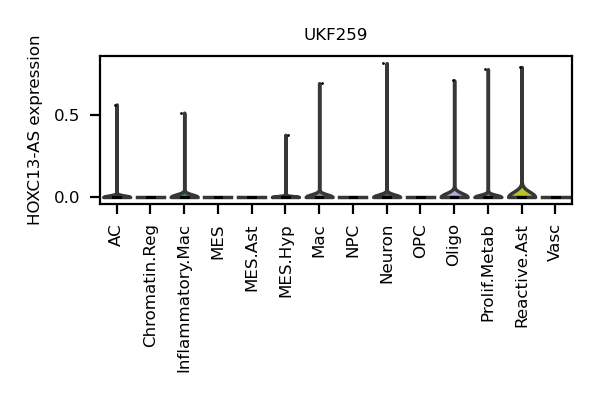 UKF259
HOXC13-AS expression
0.5
0.0
AC
Chromatin.Reg
Inflammatory.Mac
MES
MES.Ast
MES.Hyp
Mac
NPC
Neuron
OPC
Oligo
Prolif.Metab
Reactive.Ast
Vasc